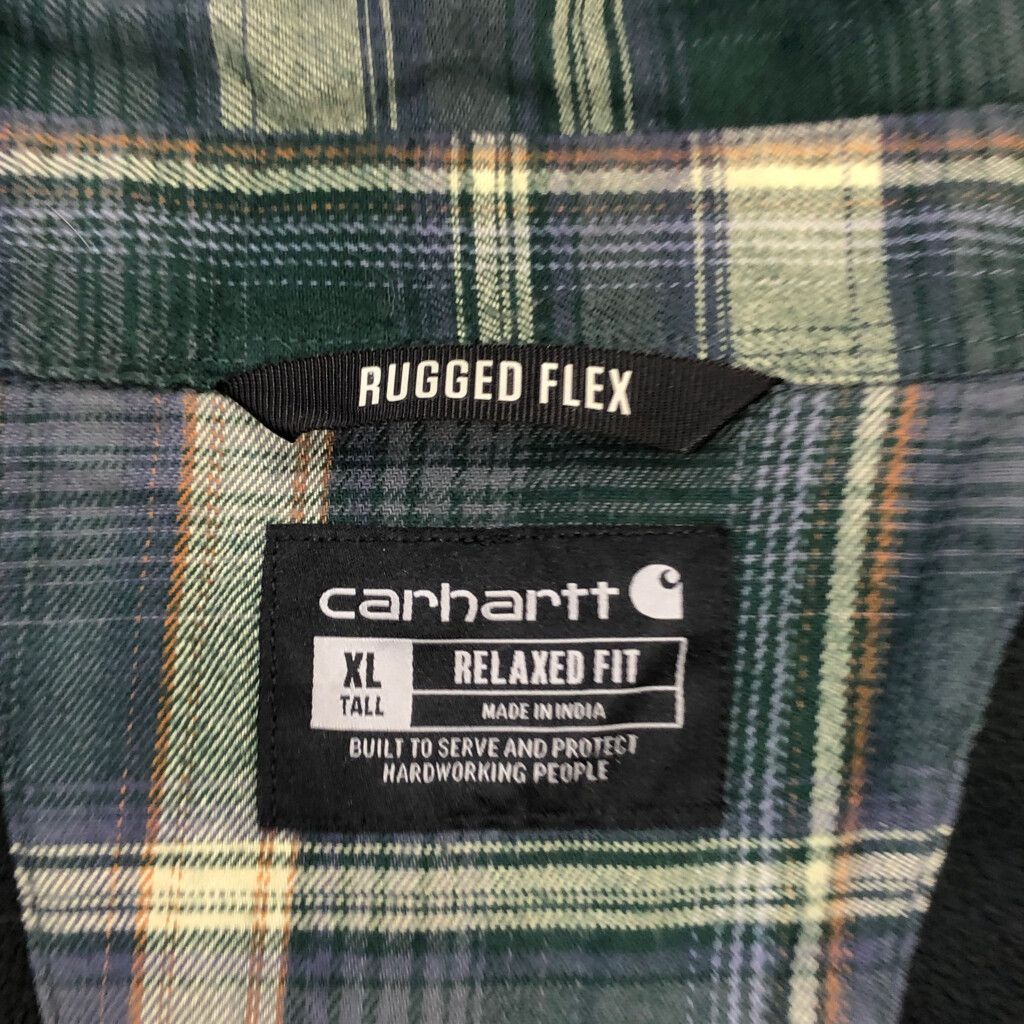 RUGGED FLEX
carhartt
XL
TALL
RELAXED FIT
MADE IN INDIA
BUILT TO SERVE AND PROTECT
HARDWORKING PEOPLE